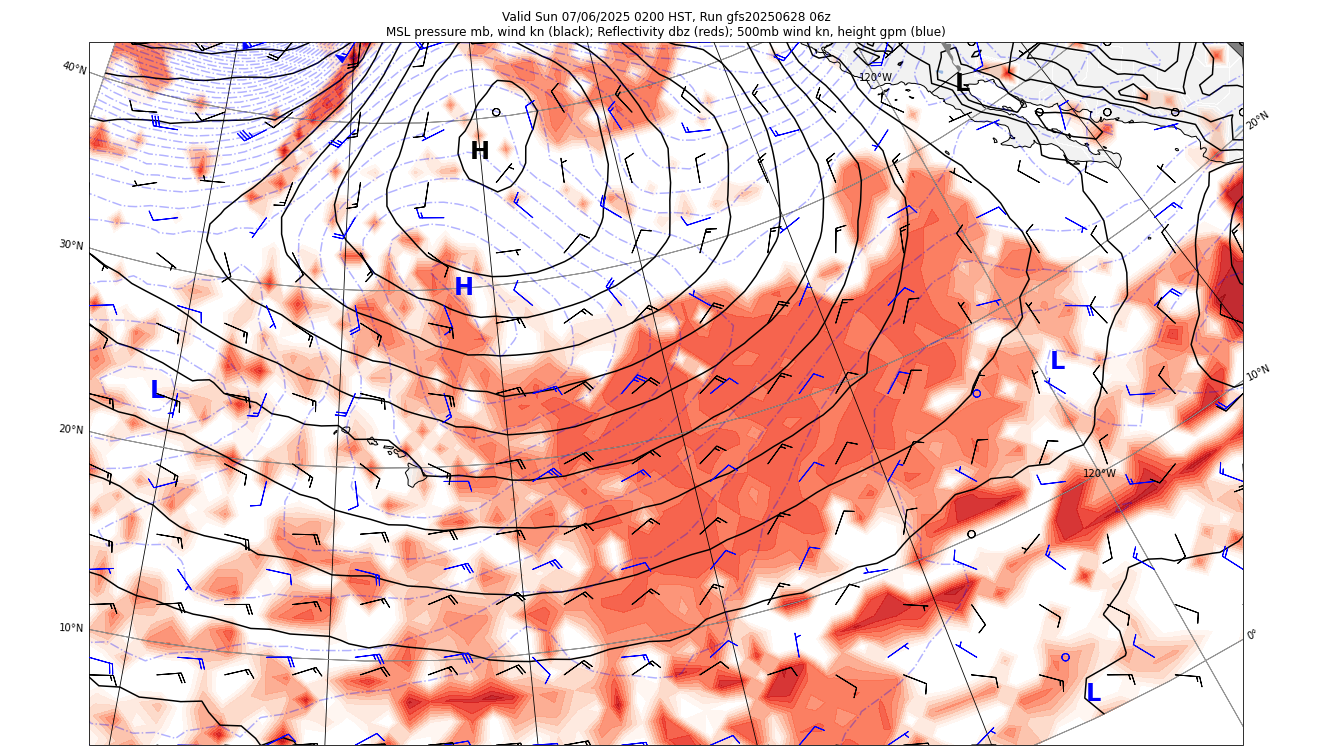 Valid Sun 07/06/2025 0200 HST, Run gfs20250628 06z
MSL pressure mb, wind kn (black); Reflectivity dbz (reds); 500mb wind kn, height gpm (blue)
40°N
120°W
L
20°N
H
30°N
H
L
10°N
L
20°N
120°W
10°N
0°
L